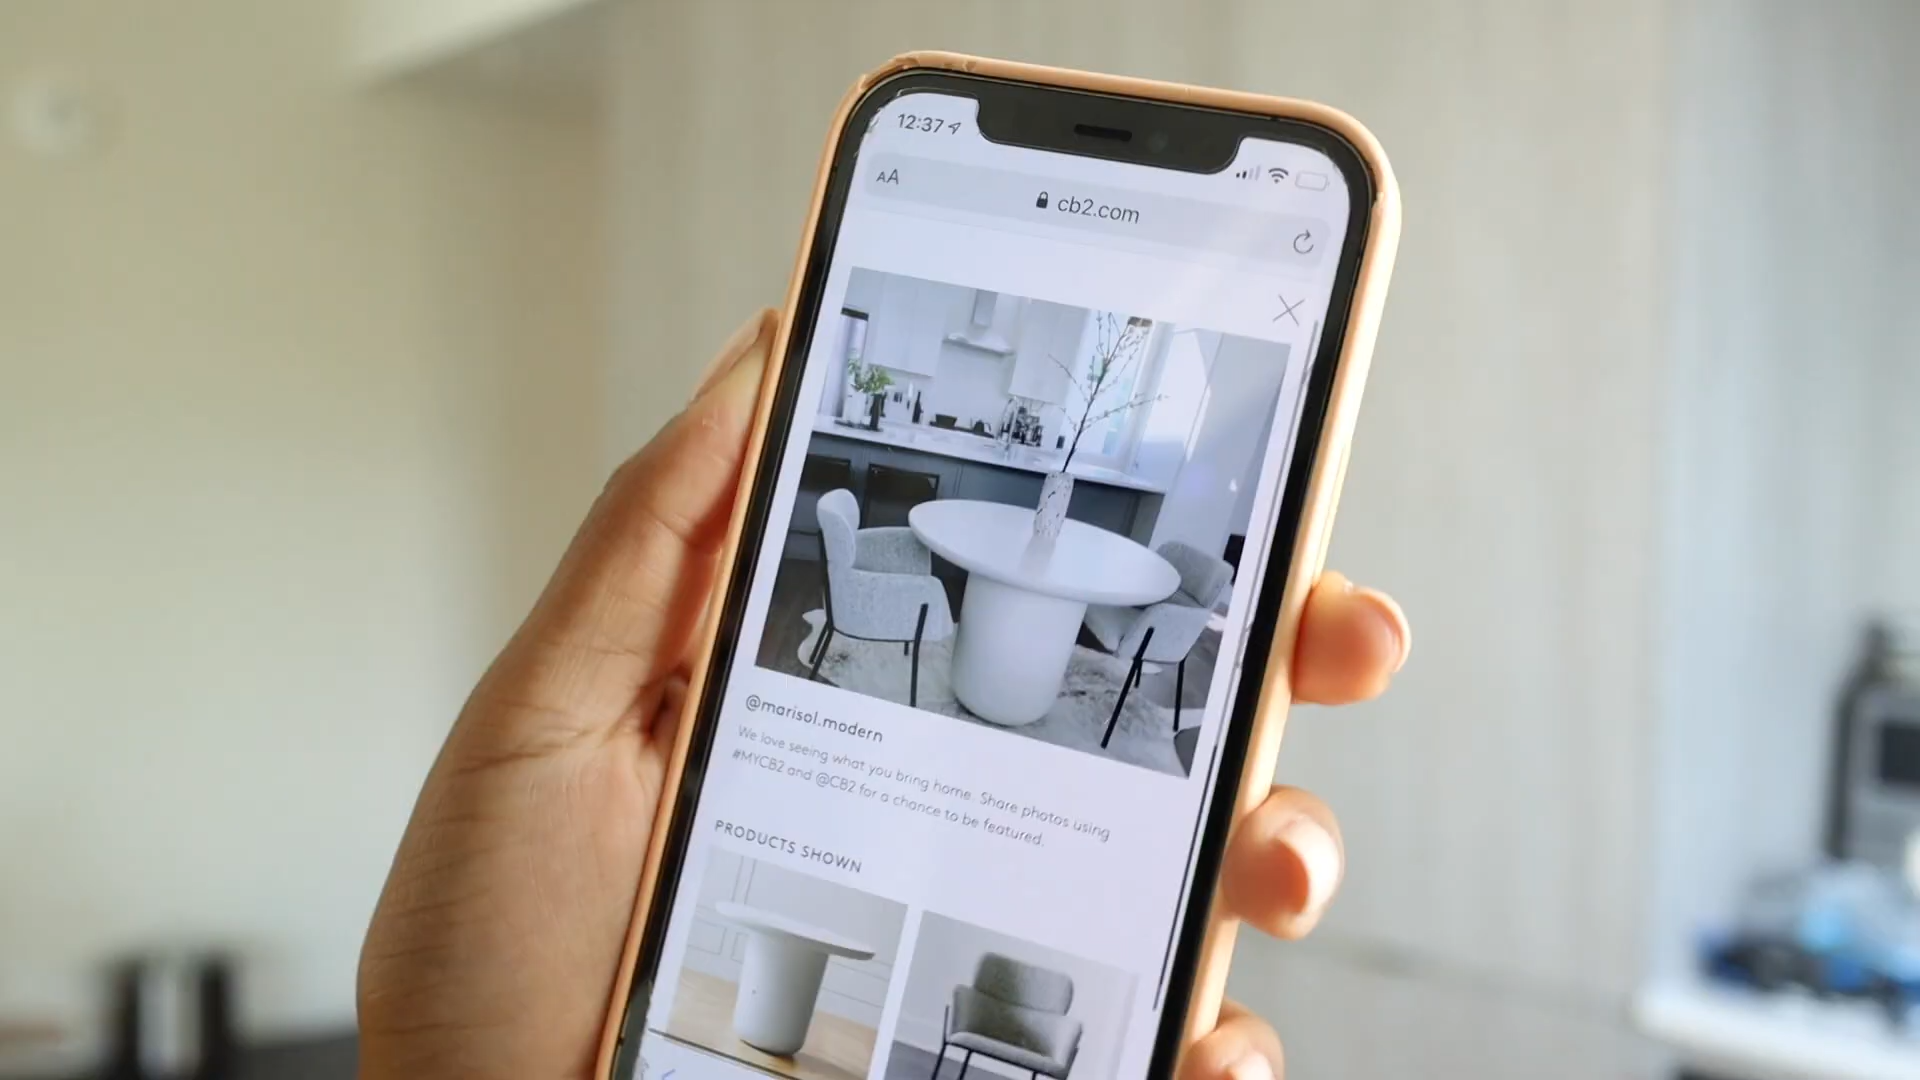 12:37
AA
cb2.com
@marisol.modern
We love seeing what you bring home. Share photos using
#MYCB2 and @CB2 for a chance to be featured.
PRODUCTS SHOWN